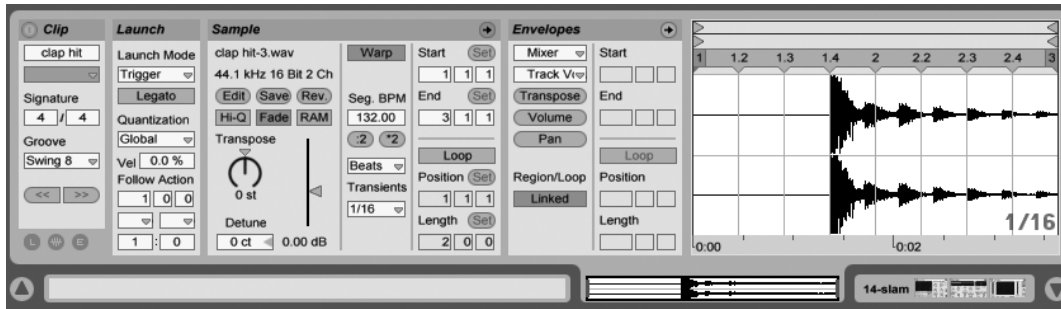 Clip
clap hit
Signature
4 / 4
Groove
Swing 8
<< >>
L E
Launch
Launch Mode
Trigger
Legato
Quantization
Global
Vel 0.0 %
Follow Action
1 0 0
1 : 0
Sample
clap hit-3.wav
44.1 kHz 16 Bit 2 Ch
Edit Save Rev.
Hi-Q Fade RAM
Transpose
0 st
Detune
0 ct 0.00 dB
Warp
Seg. BPM
132.00
:2 *2
Beats
Transients
1/16
Start Set
1 1 1
End Set
3 1 1
Loop
Position Set
1 1 1
Length Set
2 0 0
Envelopes
Mixer
Track Vo
Transpose
Volume
Pan
Region/Loop
Linked
Start
End
Loop
Position
Length
1 1.2 1.3 1.4 2 2.2 2.3 2.4 3
1/16
0:00 0:02
14-slam